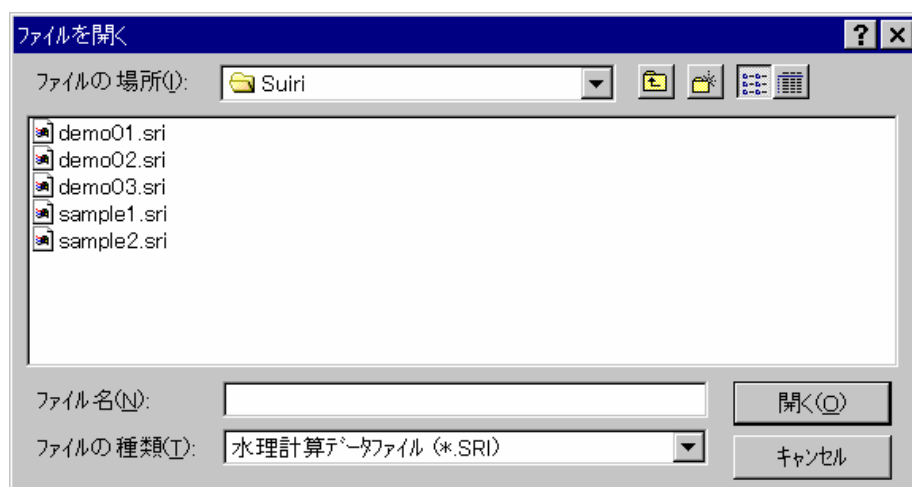 ファイルを開く
ファイルの場所(I): Suiri
demo01.sri
demo02.sri
demo03.sri
sample1.sri
sample2.sri
ファイル名(N): 開く(O)
ファイルの種類(T): 水理計算ﾃﾞｰﾀﾌｧｲﾙ (*.SRI) キャンセル